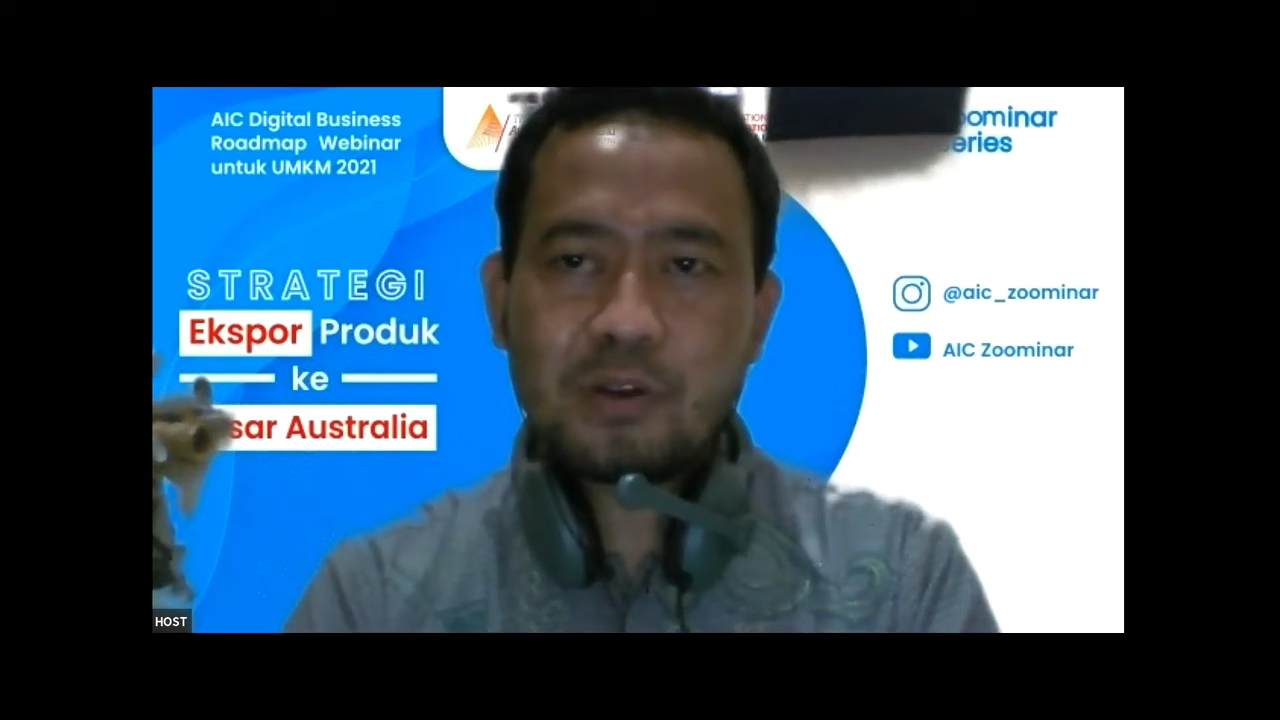 AIC Digital Business
Roadmap Webinar
untuk UMKM 2021
STRATEGI
Ekspor Produk
ke
sar Australia
oominar
eries
@aic_zoominar
AIC Zoominar
HOST